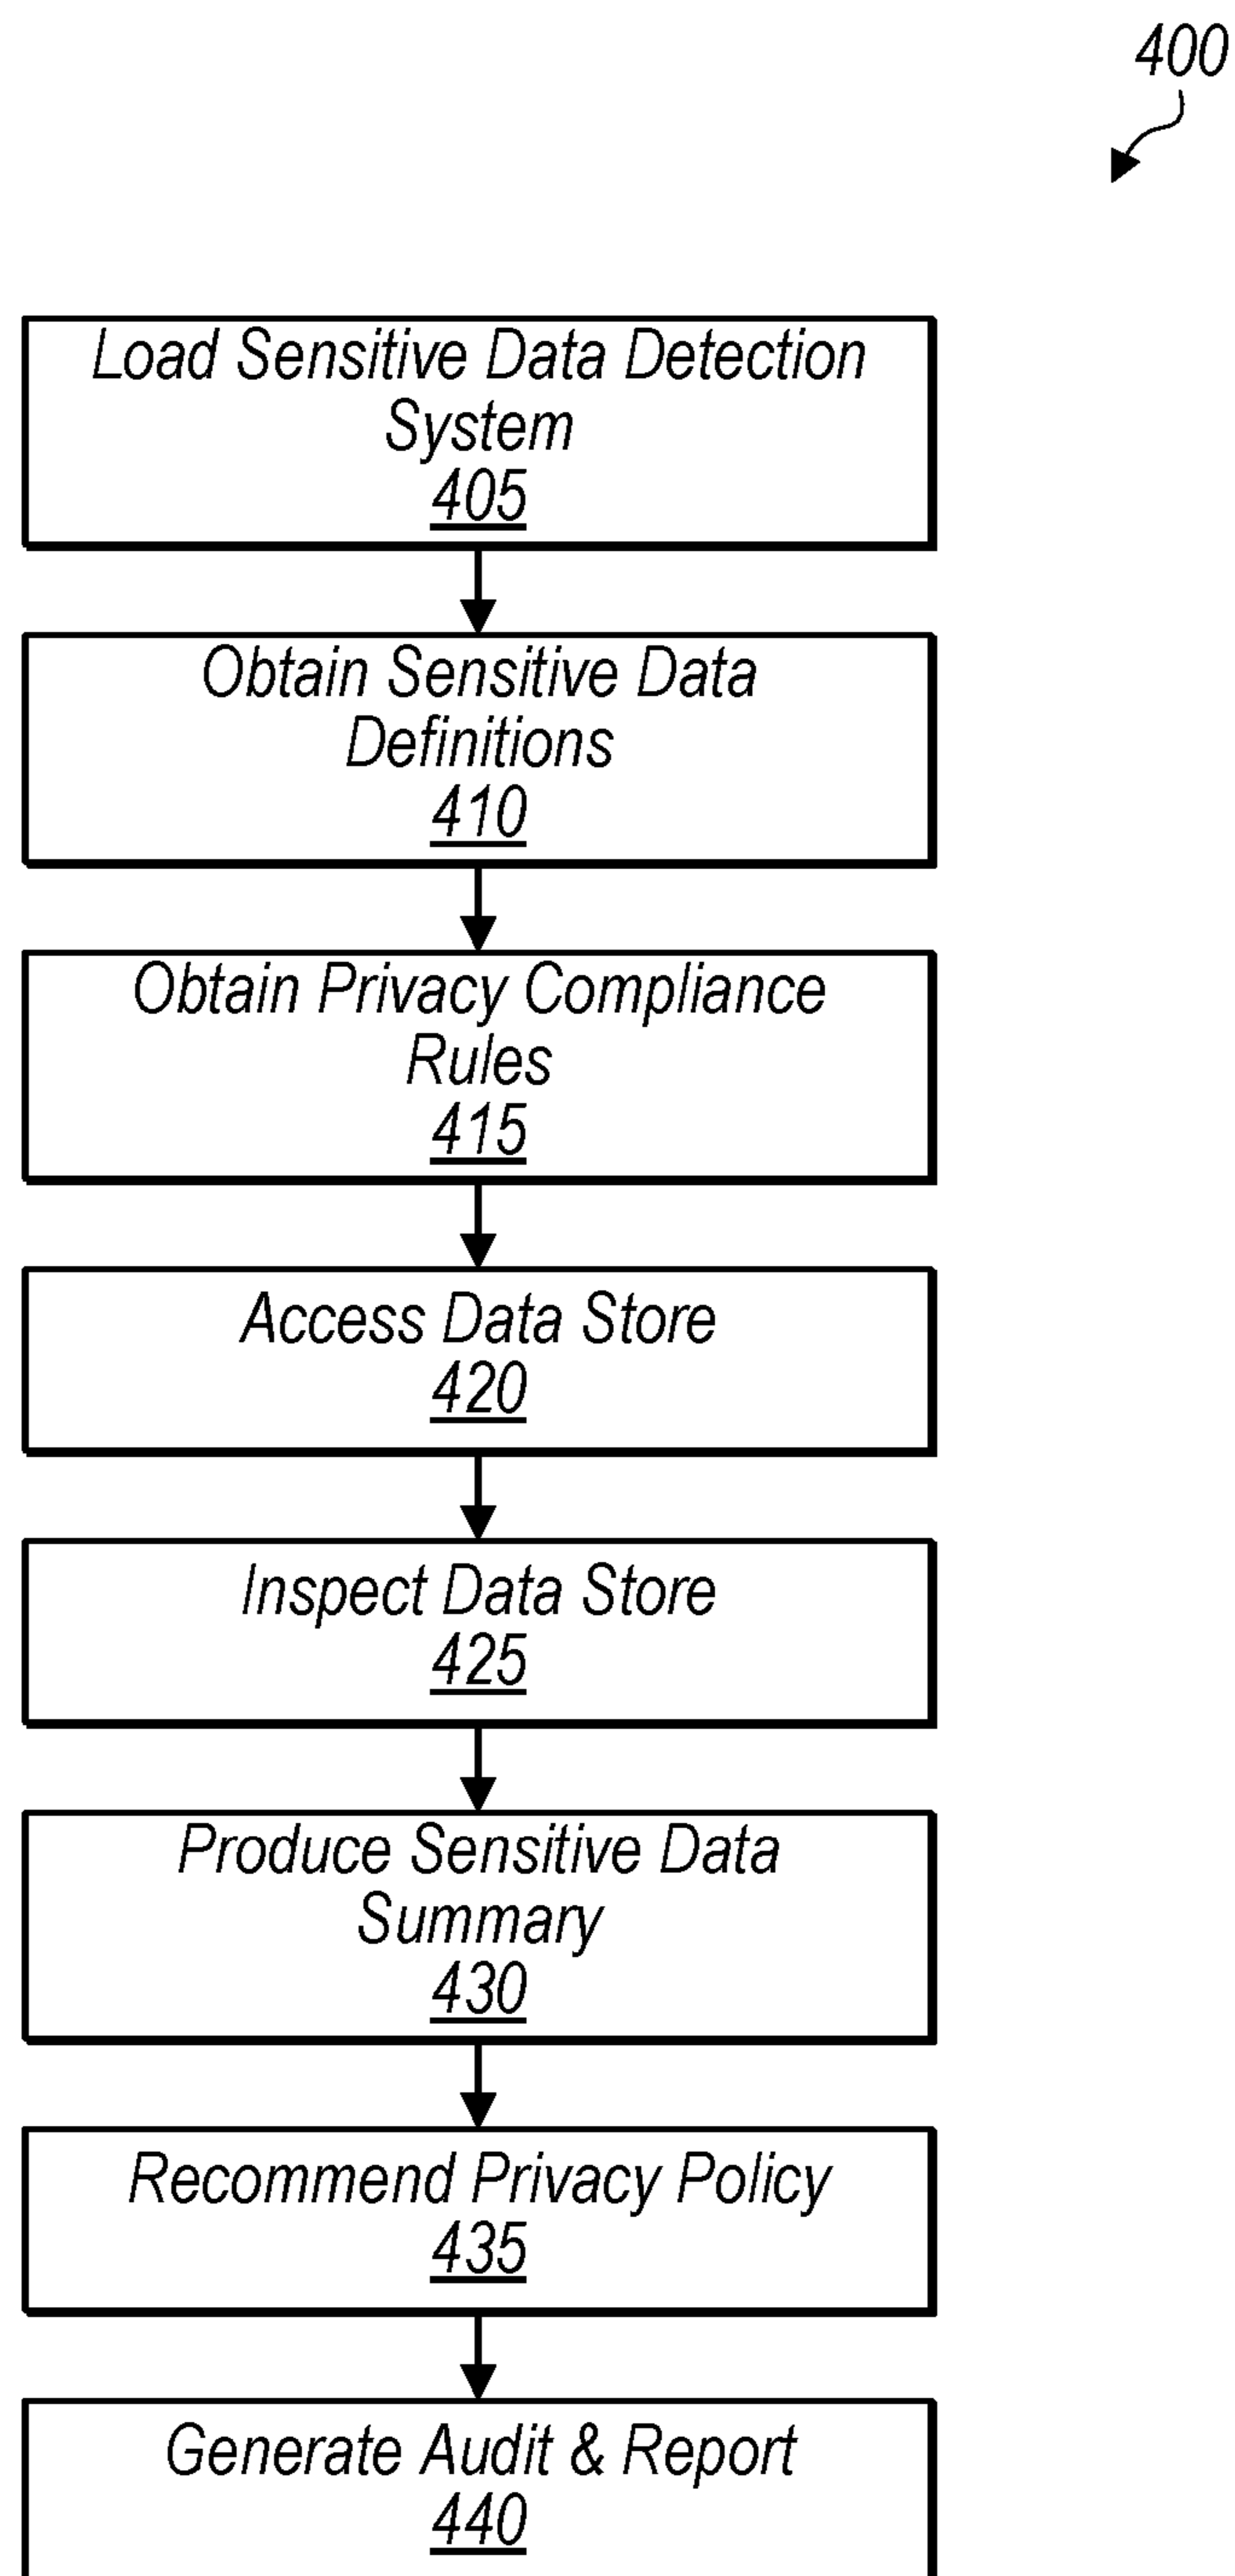 400
Load Sensitive Data Detection
System
405
Obtain Sensitive Data
Definitions
410
Obtain Privacy Compliance
Rules
415
Access Data Store
420
Inspect Data Store
425
Produce Sensitive Data
Summary
430
Recommend Privacy Policy
435
Generate Audit & Report
440